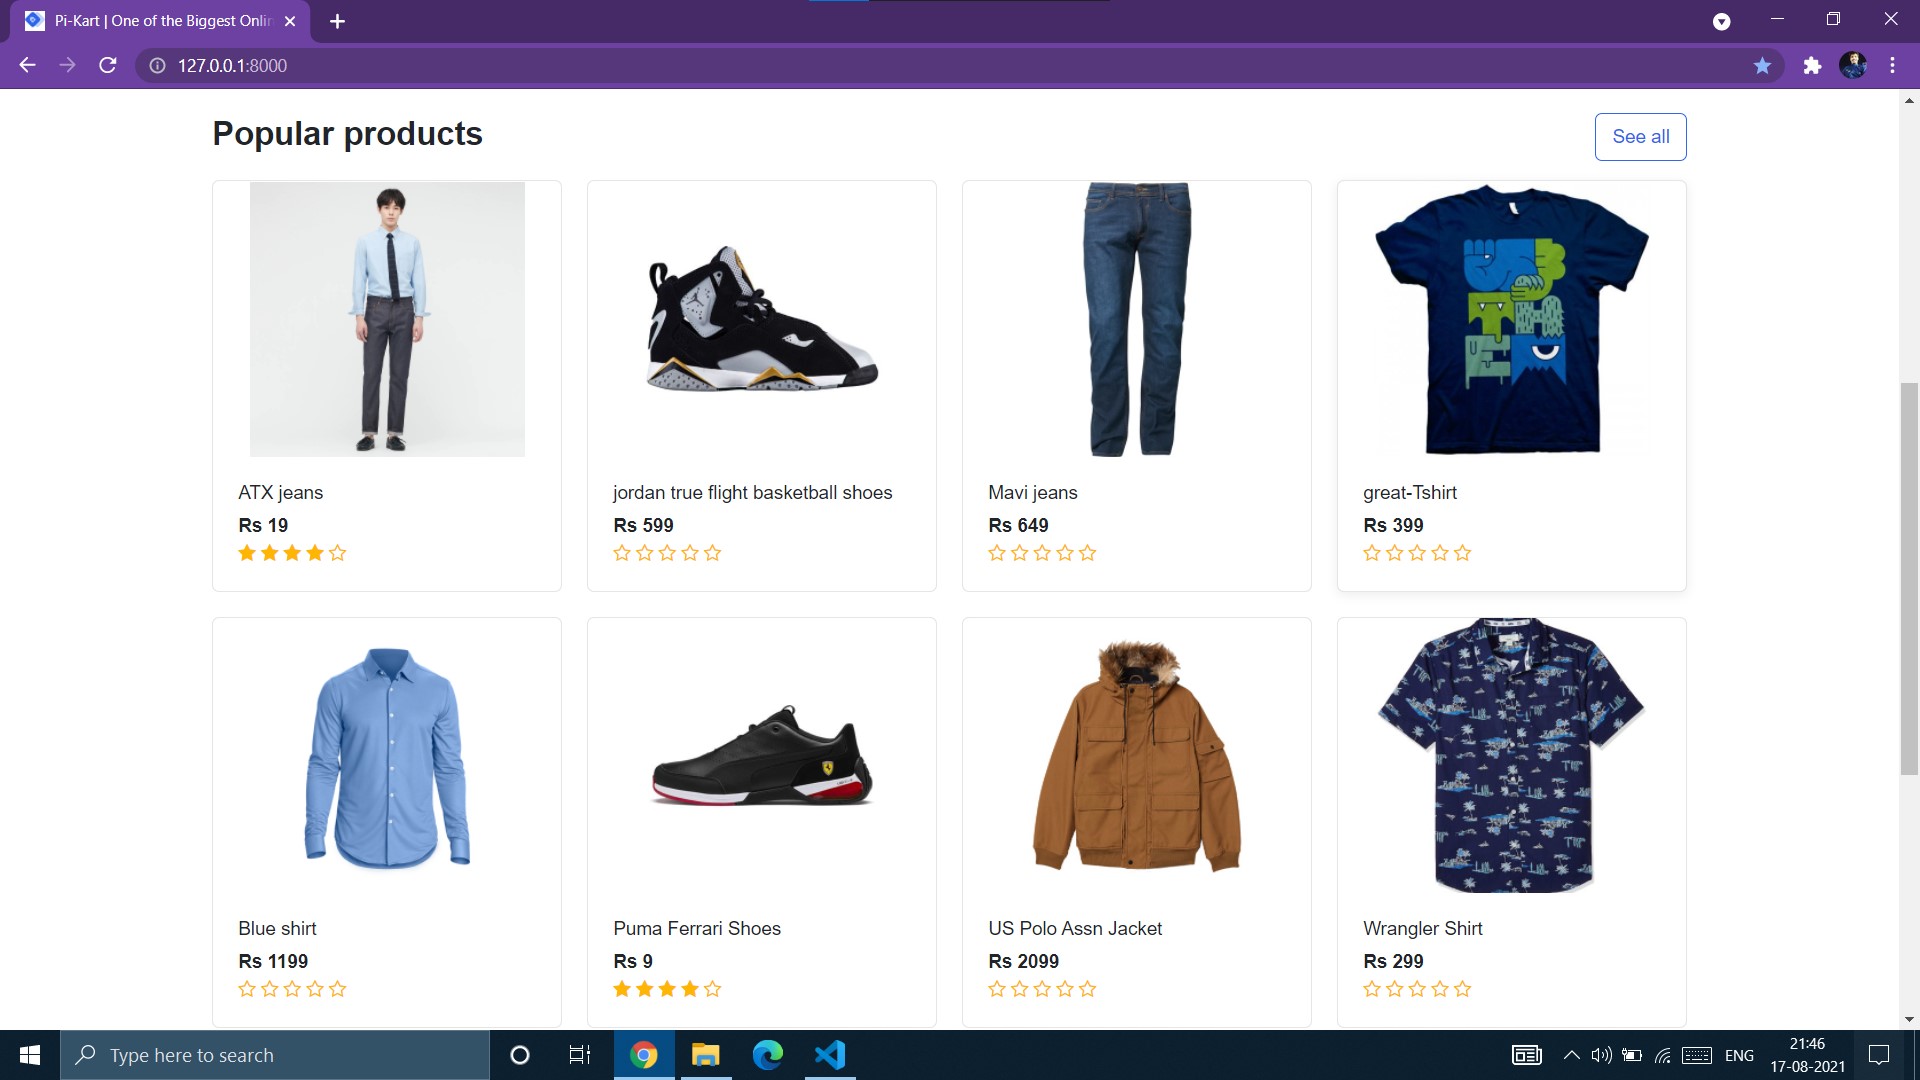 Pi-Kart | One of the Biggest Onlin
127.0.0.1:8000
Popular products
See all
ATX jeans
Rs 19
jordan true flight basketball shoes
Rs 599
Mavi jeans
Rs 649
great-Tshirt
Rs 399
Blue shirt
Rs 1199
Puma Ferrari Shoes
Rs 9
US Polo Assn Jacket
Rs 2099
Wrangler Shirt
Rs 299
Type here to search
ENG
21:46
17-08-2021